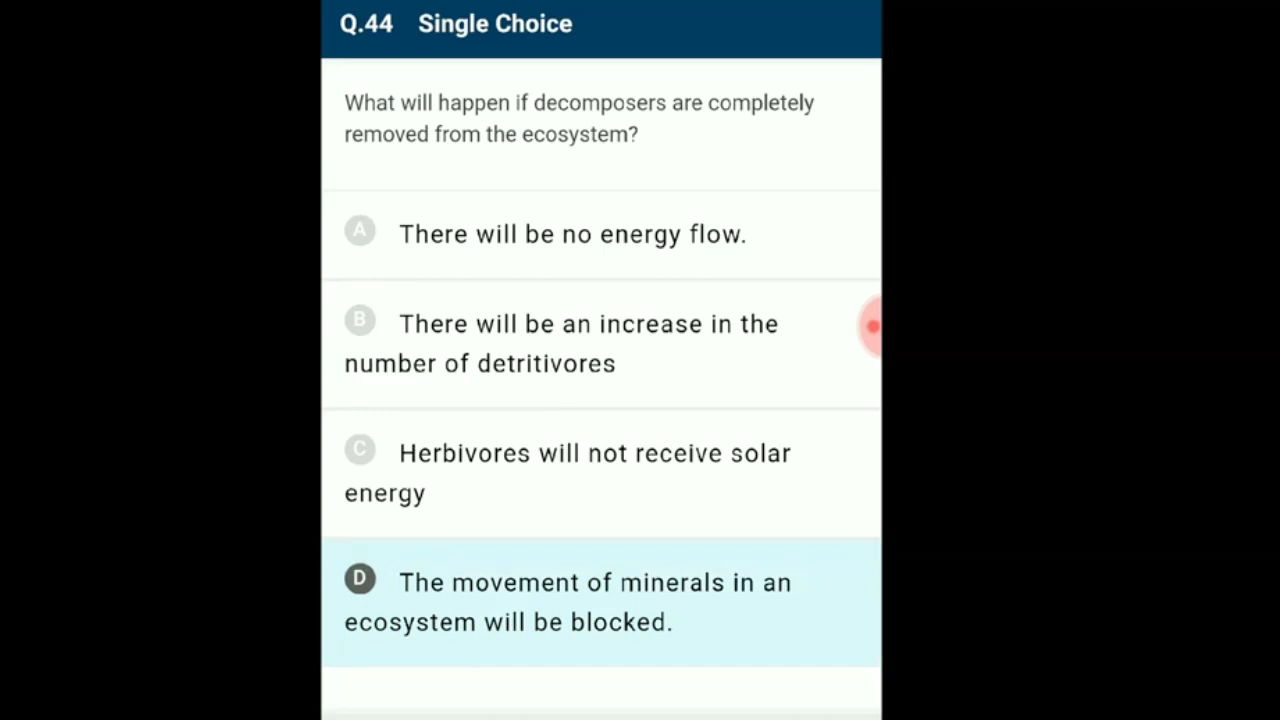 Q.44 Single Choice
What will happen if decomposers are completely
removed from the ecosystem?
A There will be no energy flow.
B There will be an increase in the
number of detritivores
C Herbivores will not receive solar
energy
D The movement of minerals in an
ecosystem will be blocked.